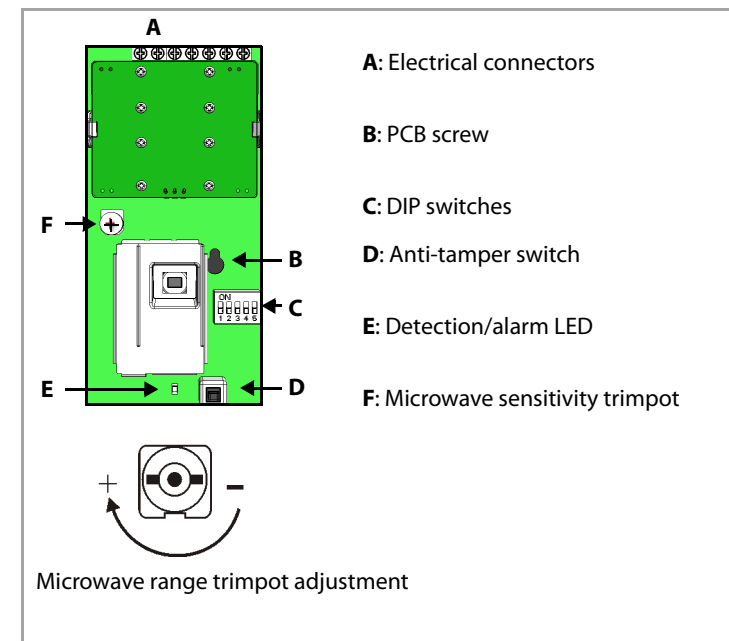 A
A: Electrical connectors
B: PCB screw
C: DIP switches
F
B
D: Anti-tamper switch
ON
1 2 3 4 5
C
E: Detection/alarm LED
E
D
F: Microwave sensitivity trimpot
+ -
Microwave range trimpot adjustment